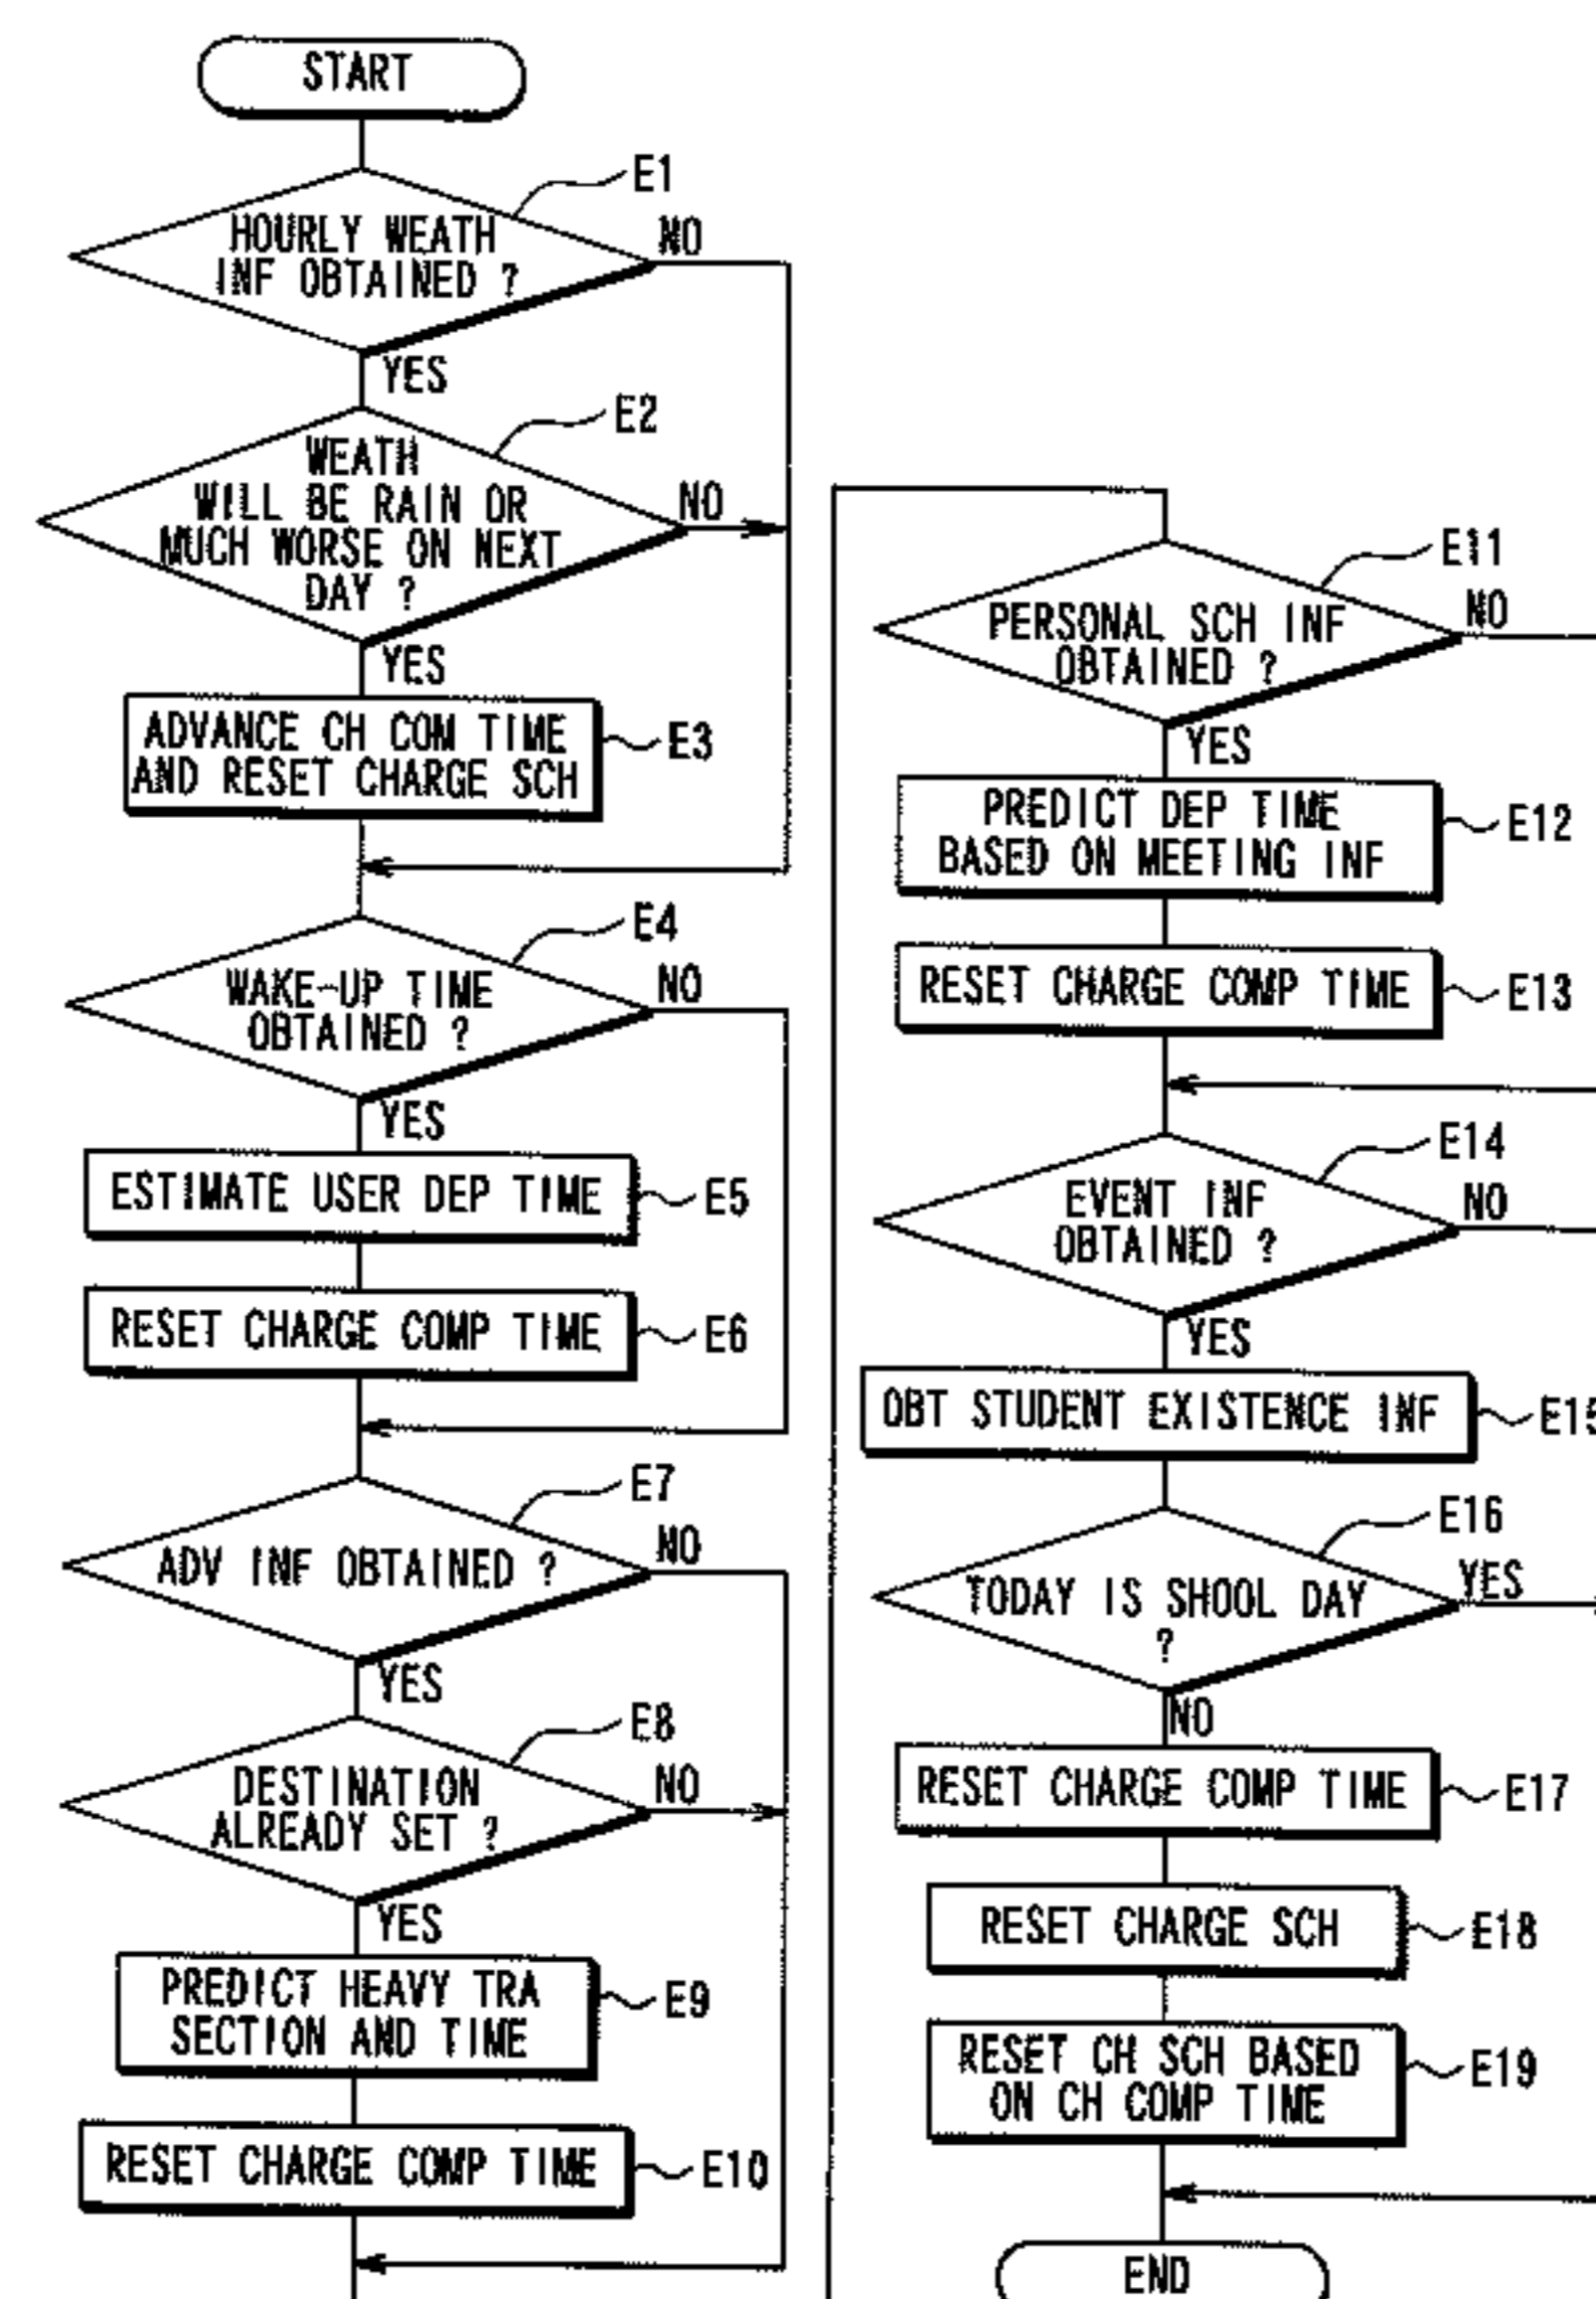 START
E1
HOURLY WEATH
INF OBTAINED ?
NO
YES
E2
WEATH
WILL BE RAIN OR
MUCH WORSE ON NEXT
DAY ?
NO
YES
ADVANCE CH COM TIME
AND RESET CHARGE SCH
E3
E4
WAKE-UP TIME
OBTAINED ?
NO
YES
ESTIMATE USER DEP TIME
E5
RESET CHARGE COMP TIME
E6
E7
ADV INF OBTAINED ?
NO
YES
E8
DESTINATION
ALREADY SET ?
NO
YES
PREDICT HEAVY TRA
SECTION AND TIME
E9
RESET CHARGE COMP TIME
E10
E11
PERSONAL SCH INF
OBTAINED ?
NO
YES
PREDICT DEP TIME
BASED ON MEETING INF
E12
RESET CHARGE COMP TIME
E13
E14
EVENT INF
OBTAINED ?
NO
YES
OBT STUDENT EXISTENCE INF
E15
E16
TODAY IS SHOOL DAY
?
YES
NO
RESET CHARGE COMP TIME
E17
RESET CHARGE SCH
E18
RESET CH SCH BASED
ON CH COMP TIME
E19
END